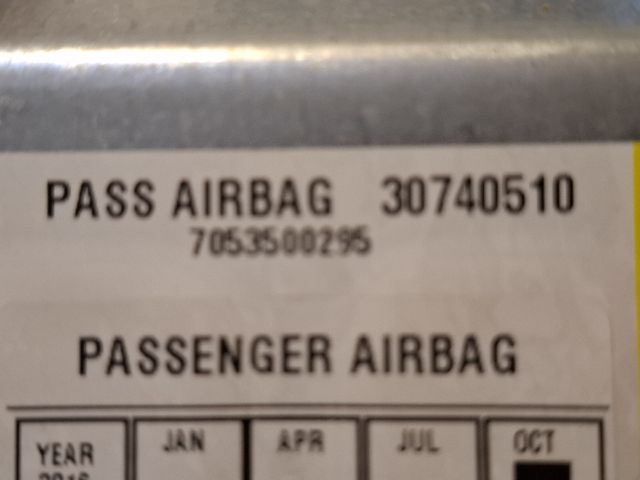 PASS AIRBAG 30740510
7053500295
PASSENGER AIRBAG
YEAR JAN APR JUL OCT